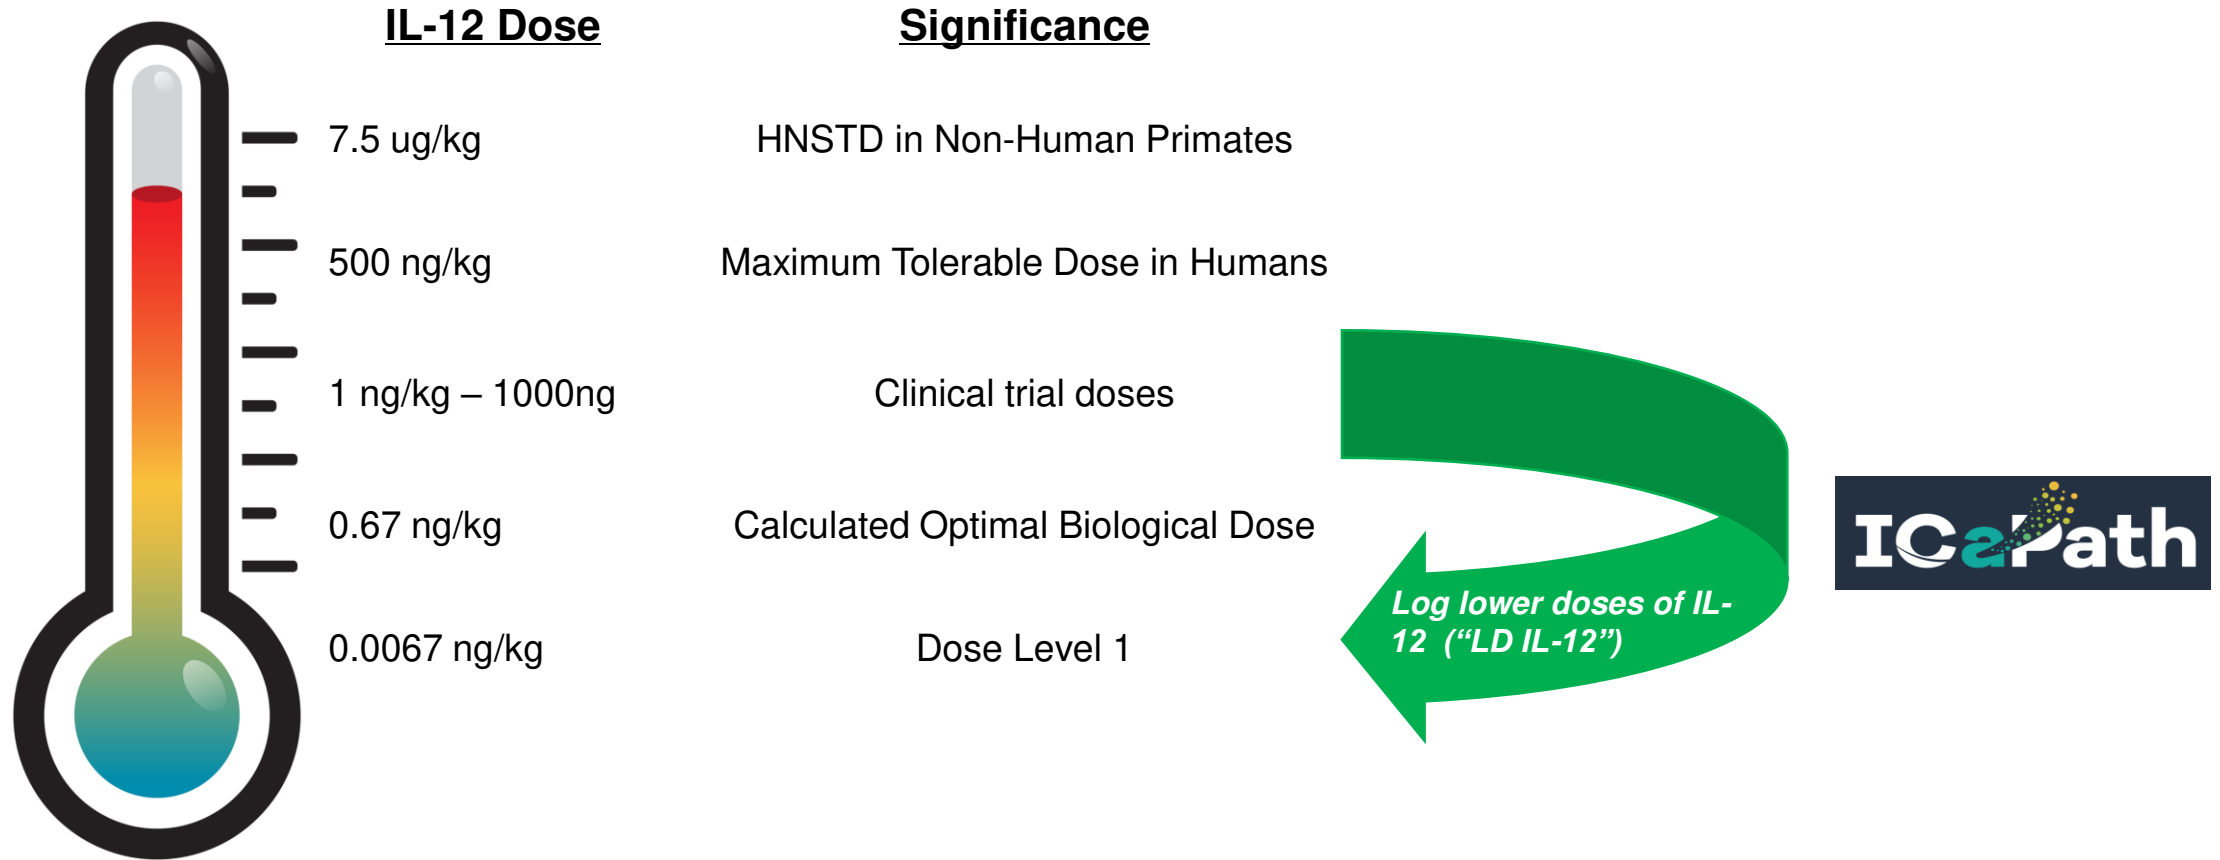 IL-12 Dose Significance
7.5 ug/kg HNSTD in Non-Human Primates
500 ng/kg Maximum Tolerable Dose in Humans
1 ng/kg – 1000ng Clinical trial doses
0.67 ng/kg Calculated Optimal Biological Dose
0.0067 ng/kg Dose Level 1
Log lower doses of IL-
12 (“LD IL-12”)
ICaPath